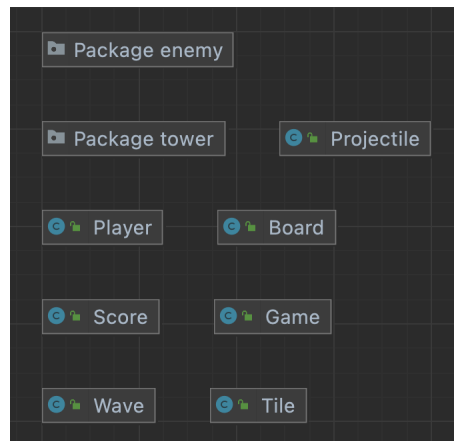 Package enemy
Package tower
Projectile
Player
Board
Score
Game
Wave
Tile